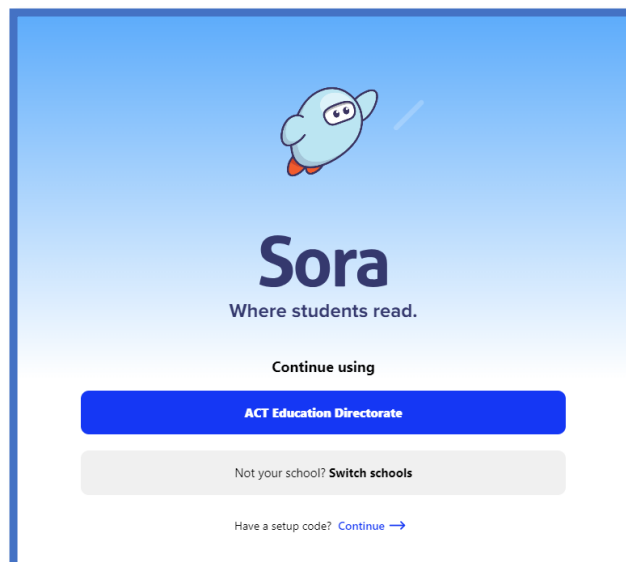 Sora
Where students read.
Continue using
ACT Education Directorate
Not your school? Switch schools
Have a setup code? Continue →